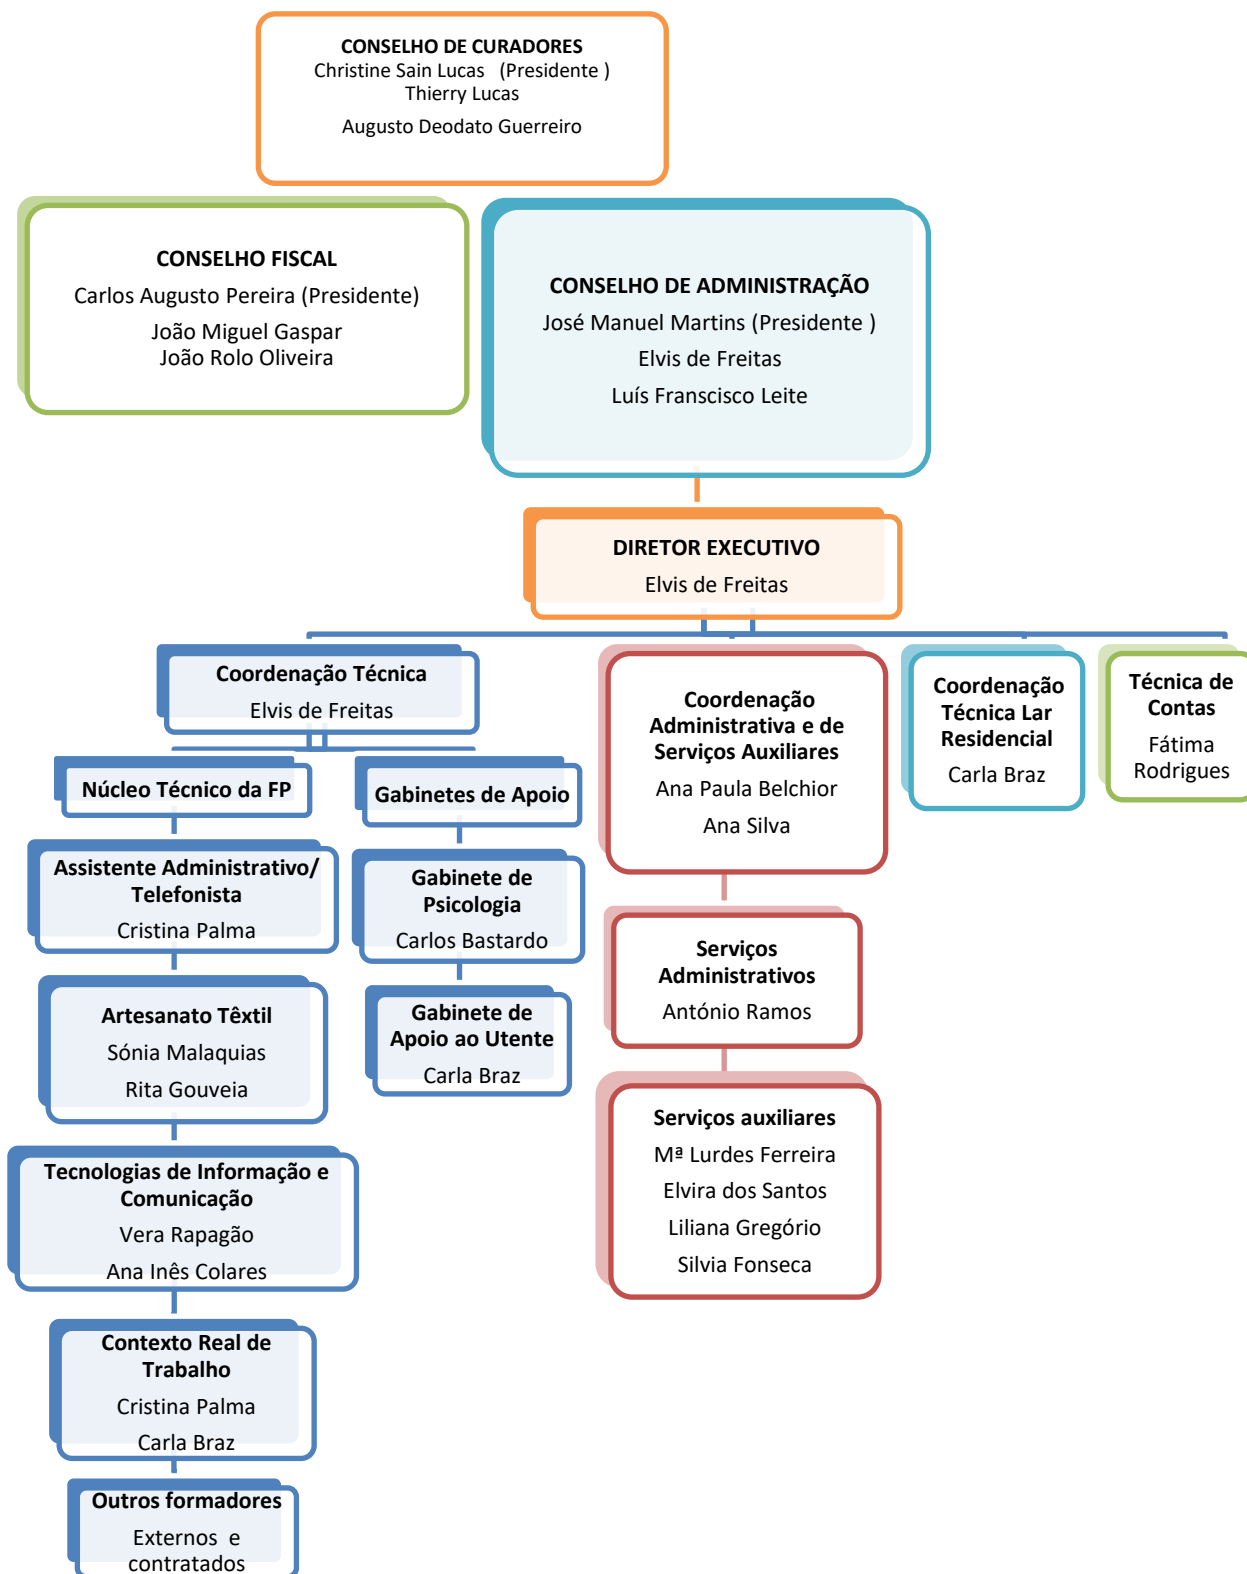 CONSELHO DE CURADORES
Christine Sain Lucas (Presidente )
Thierry Lucas
Augusto Deodato Guerreiro
CONSELHO FISCAL
Carlos Augusto Pereira (Presidente)
João Miguel Gaspar
João Rolo Oliveira
CONSELHO DE ADMINISTRAÇÃO
José Manuel Martins (Presidente )
Elvis de Freitas
Luís Franscisco Leite
DIRETOR EXECUTIVO
Elvis de Freitas
Coordenação Técnica
Elvis de Freitas
Núcleo Técnico da FP
Assistente Administrativo/
Telefonista
Cristina Palma
Artesanato Têxtil
Sónia Malaquias
Rita Gouveia
Tecnologias de Informação e
Comunicação
Vera Rapagão
Ana Inês Colares
Contexto Real de
Trabalho
Cristina Palma
Carla Braz
Outros formadores
Externos e
contratados
Gabinetes de Apoio
Gabinete de
Psicologia
Carlos Bastardo
Gabinete de
Apoio ao Utente
Carla Braz
Coordenação
Administrativa e de
Serviços Auxiliares
Ana Paula Belchior
Ana Silva
Serviços
Administrativos
António Ramos
Serviços auxiliares
Mª Lurdes Ferreira
Elvira dos Santos
Liliana Gregório
Silvia Fonseca
Coordenação
Técnica Lar
Residencial
Carla Braz
Técnica de
Contas
Fátima
Rodrigues